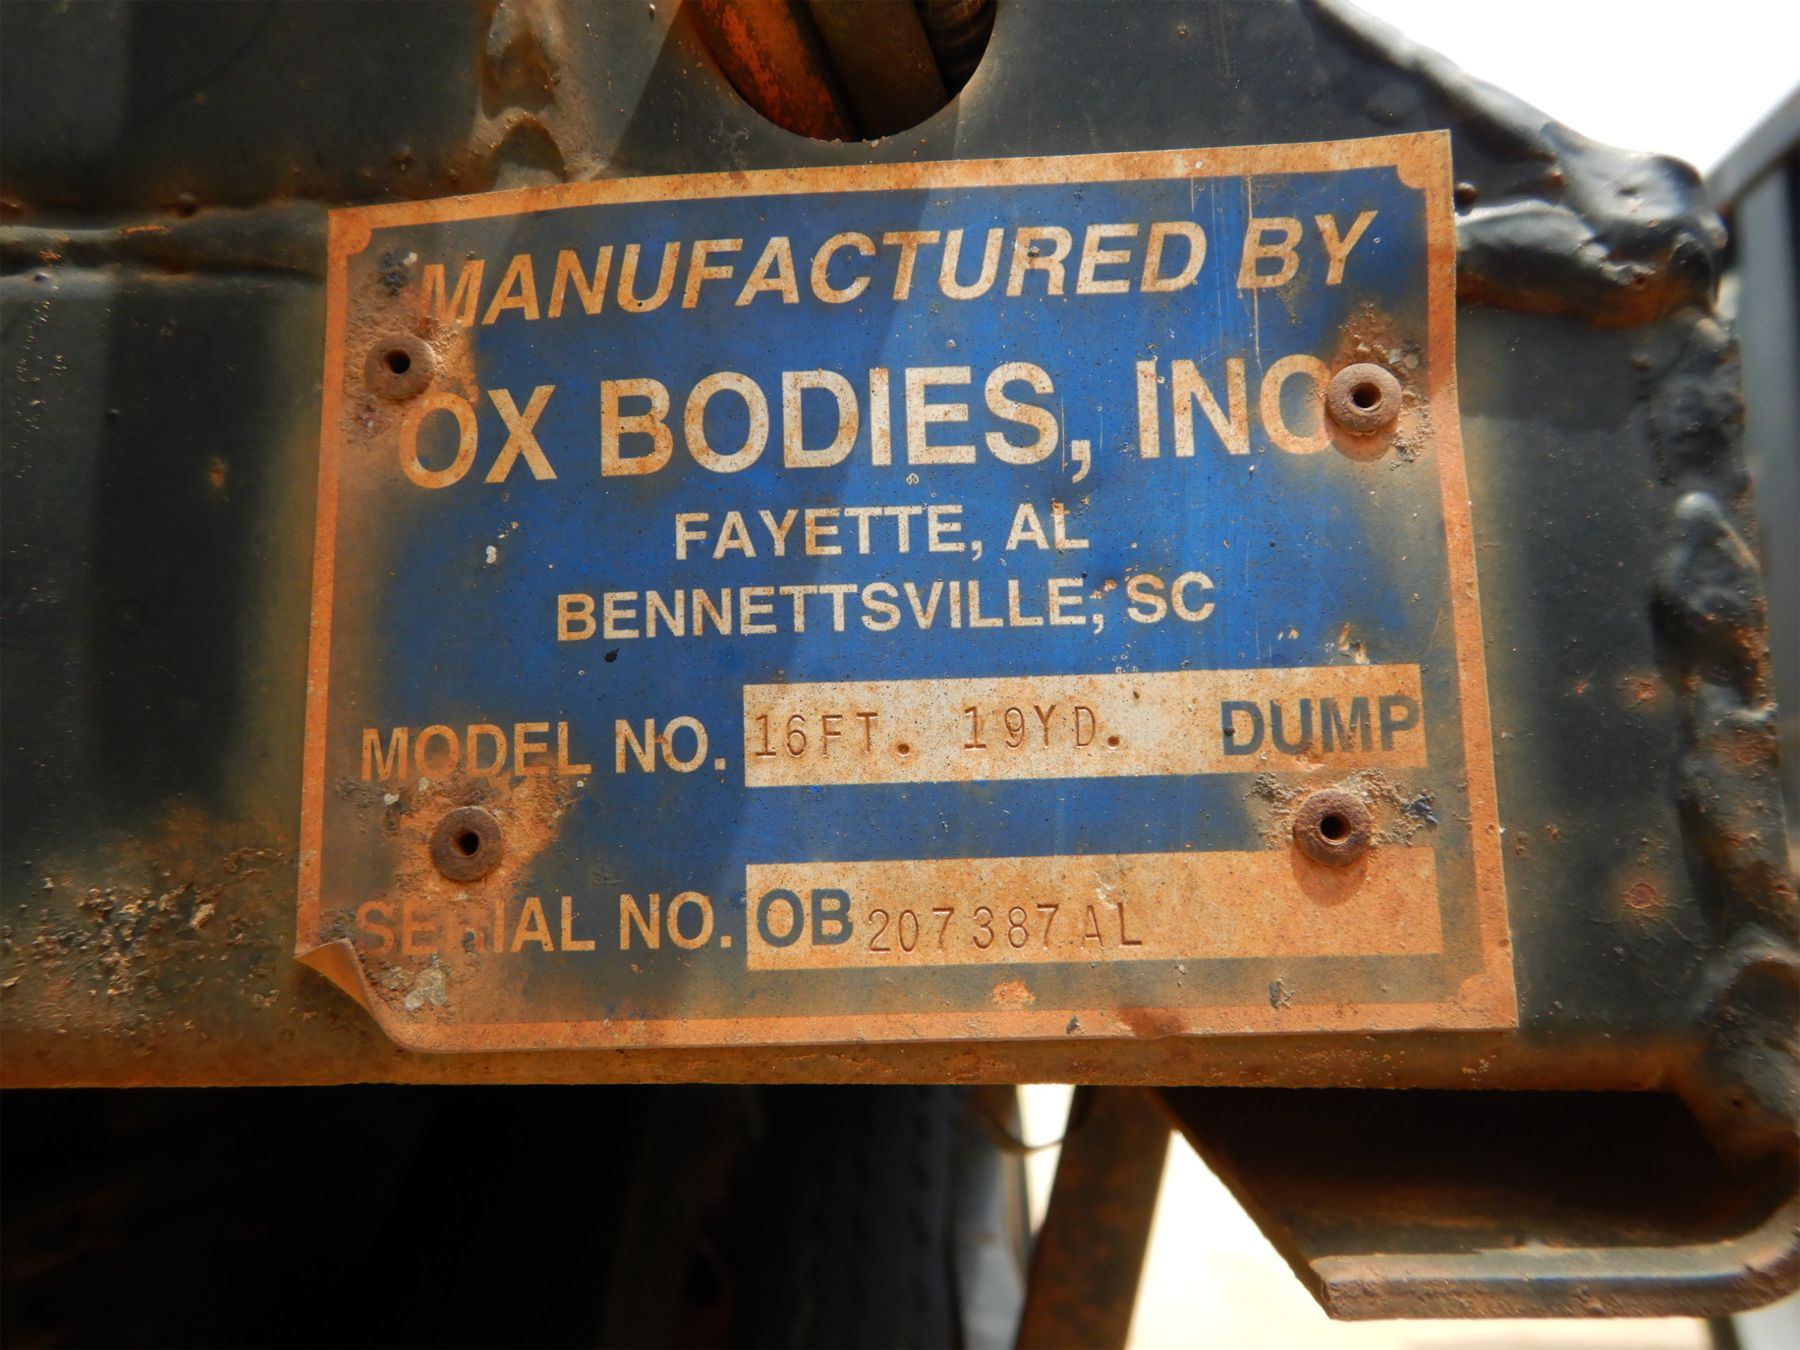 MANUFACTURED BY
OX BODIES, INC
FAYETTE, AL
BENNETTSVILLE, SC
MODEL NO. 16FT. 19YD. DUMP
SERIAL NO. OB 207387AL